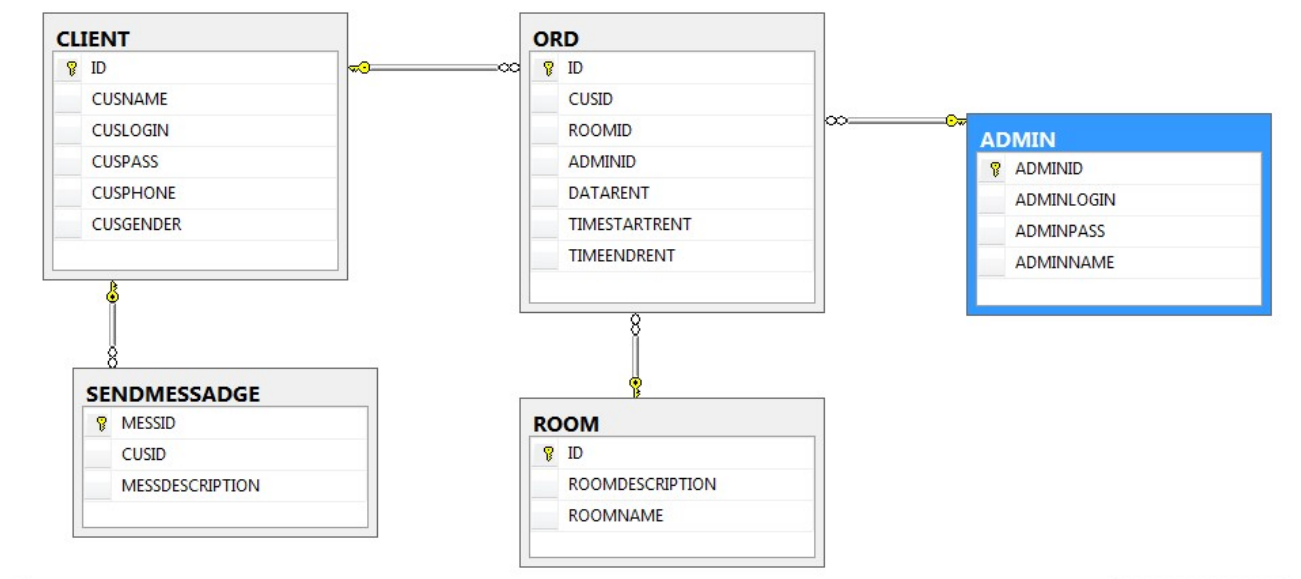 CLIENT
ID
CUSNAME
CUSLOGIN
CUSPASS
CUSPHONE
CUSGENDER
ORD
ID
CUSID
ROOMID
ADMINID
DATARENT
TIMESTARTRENT
TIMEENDRENT
ADMIN
ADMINID
ADMINLOGIN
ADMINPASS
ADMINNAME
SENDMESSADGE
MESSID
CUSID
MESSDESCRIPTION
ROOM
ID
ROOMDESCRIPTION
ROOMNAME